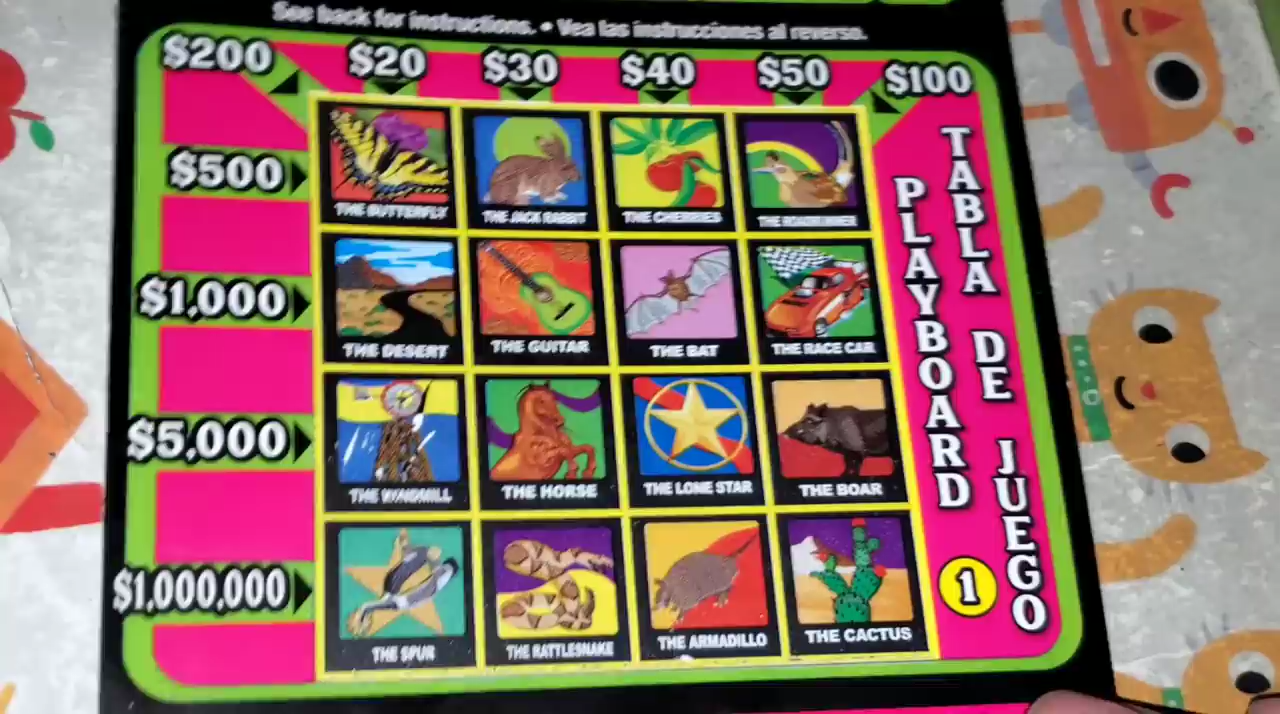 See back for instructions. • Vea las instrucciones al reverso.
$200 $20 $30 $40 $50 $100
$500
THE BUTTERFLY THE JACK RABBIT THE CHERRIES THE ROADRUNNER
$1,000
THE DESERT THE GUITAR THE BAT THE RACE CAR
$5,000
THE WINDMILL THE HORSE THE LONE STAR THE BOAR
$1,000,000
THE SPUR THE RATTLESNAKE THE ARMADILLO THE CACTUS
PLAYBOARD
TABLA DE JUEGO
1